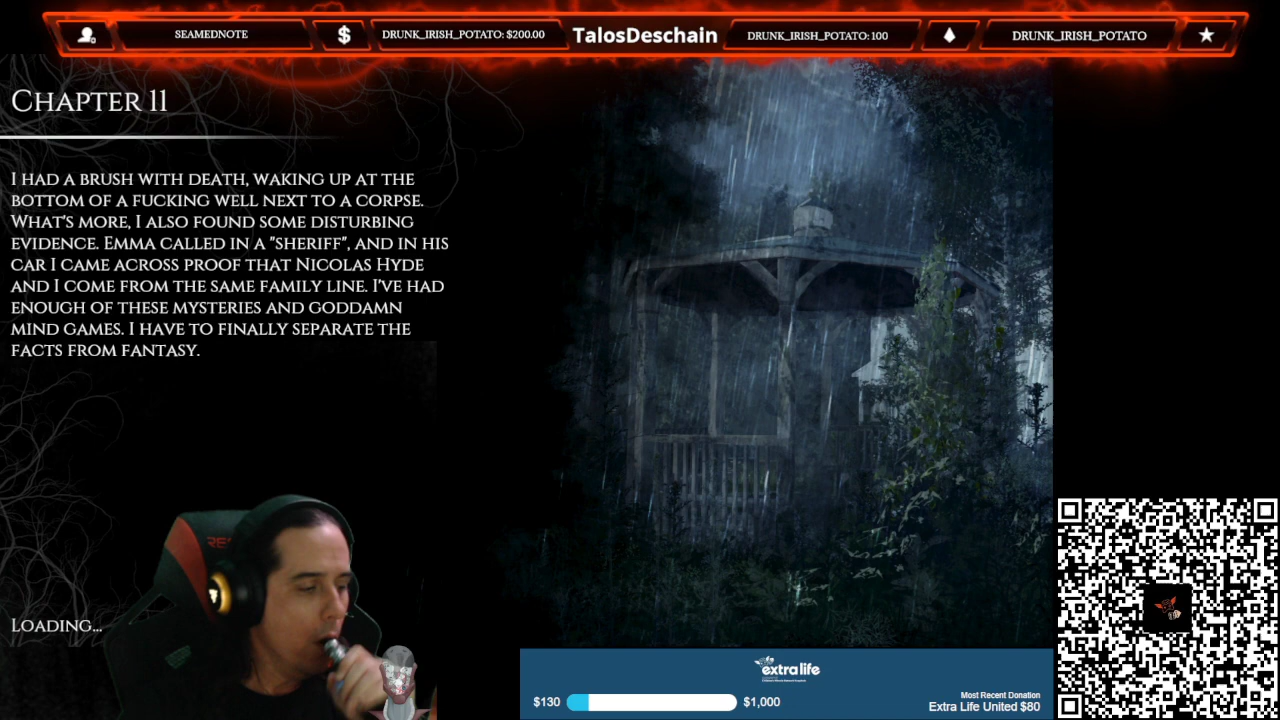 SEAMEDNOTE
$
DRUNK_IRISH_POTATO: $200.00
TalosDeschain
DRUNK_IRISH_POTATO: 100
DRUNK_IRISH_POTATO
Chapter 11
I had a brush with death, waking up at the
bottom of a fucking well next to a corpse.
What's more, I also found some disturbing
evidence. Emma called in a "sheriff", and in his
car I came across proof that Nicolas Hyde
and I come from the same family line. I've had
enough of these mysteries and goddamn
mind games. I have to finally separate the
facts from fantasy.
Loading...
extra life
$130
$1,000
Most Recent Donation
Extra Life United $80